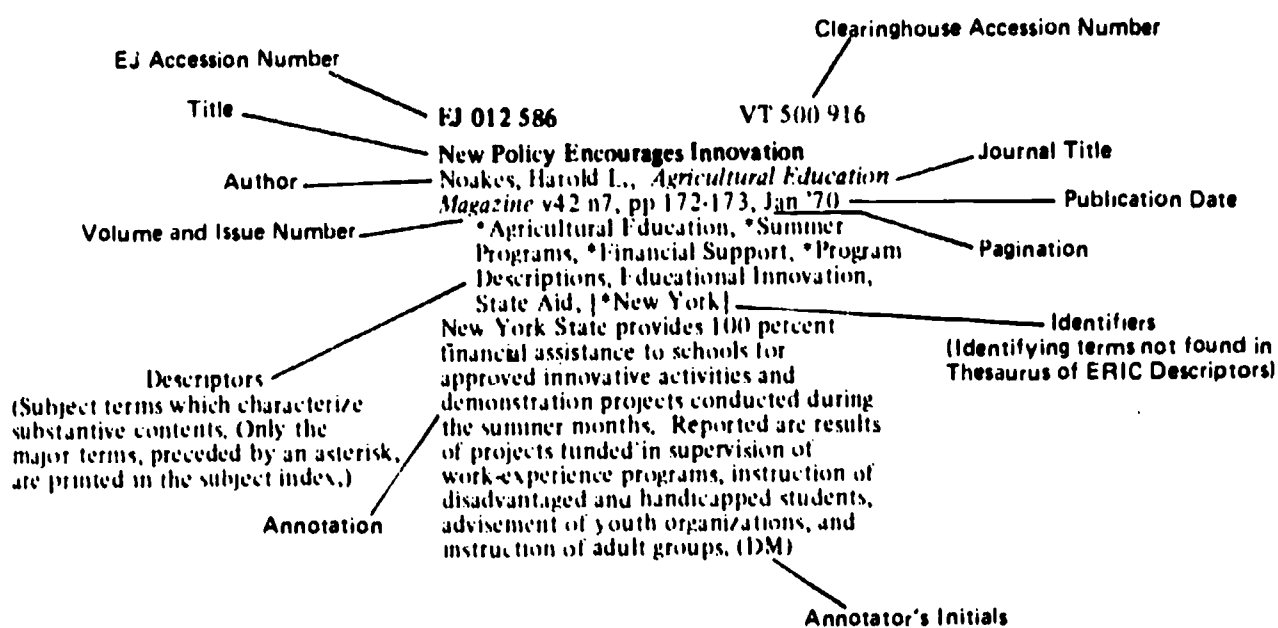 Clearinghouse Accession Number
EJ Accession Number
Title
EJ 012 586
VT 500 916
New Policy Encourages Innovation
Journal Title
Author
Noakes, Harold L., Agricultural Education
Magazine v42 n7, pp 172-173, Jan '70
Publication Date
Volume and Issue Number
*Agricultural Education, *Summer
Programs, *Financial Support, *Program
Pagination
Descriptions, Educational Innovation,
State Aid, [*New York]
Identifiers
(Identifying terms not found in
Thesaurus of ERIC Descriptors)
New York State provides 100 percent
financial assistance to schools for
approved innovative activities and
demonstration projects conducted during
the summer months. Reported are results
of projects funded in supervision of
work-experience programs, instruction of
disadvantaged and handicapped students,
advisement of youth organizations, and
instruction of adult groups. (DM)
Descriptors
(Subject terms which characterize
substantive contents. Only the
major terms, preceded by an asterisk,
are printed in the subject index.)
Annotation
Annotator's Initials